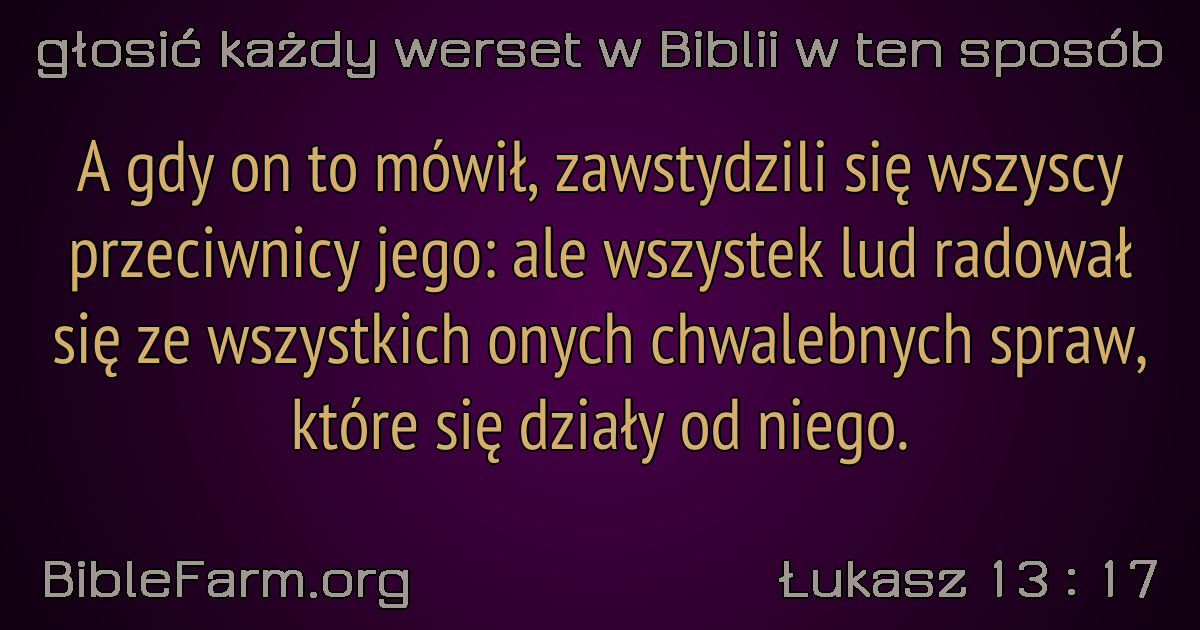 głosić każdy werset w Biblii w ten sposób
A gdy on to mówił, zawstydzili się wszyscy
przeciwnicy jego: ale wszystek lud radował
się ze wszystkich onych chwalebnych spraw,
które się działy od niego.
BibleFarm.org
Łukasz 13 : 17